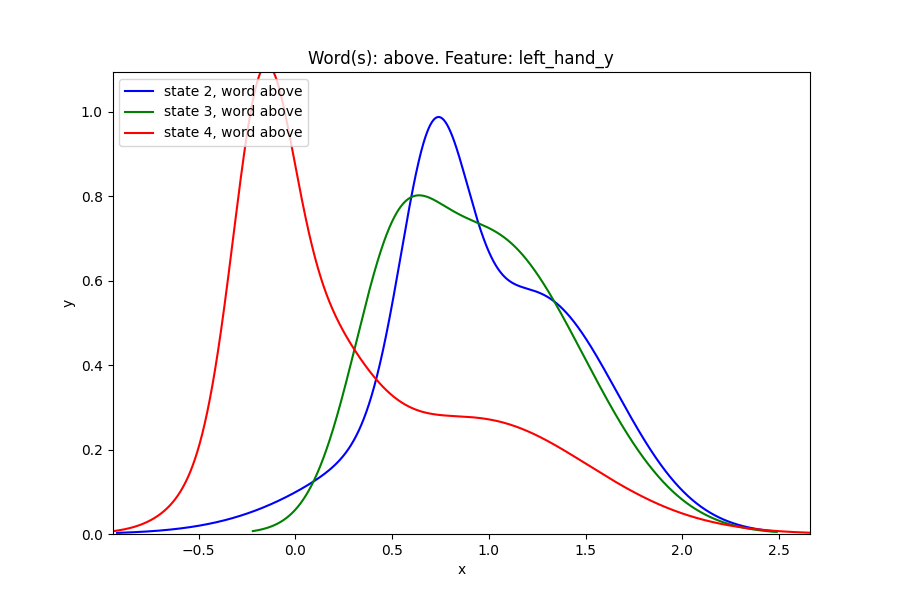 Word(s): above. Feature: left_hand_y
state 2, word above
state 3, word above
state 4, word above
1.0
0.8
0.6
0.4
0.2
0.0
y
−0.5 0.0 0.5 1.0 1.5 2.0 2.5
x